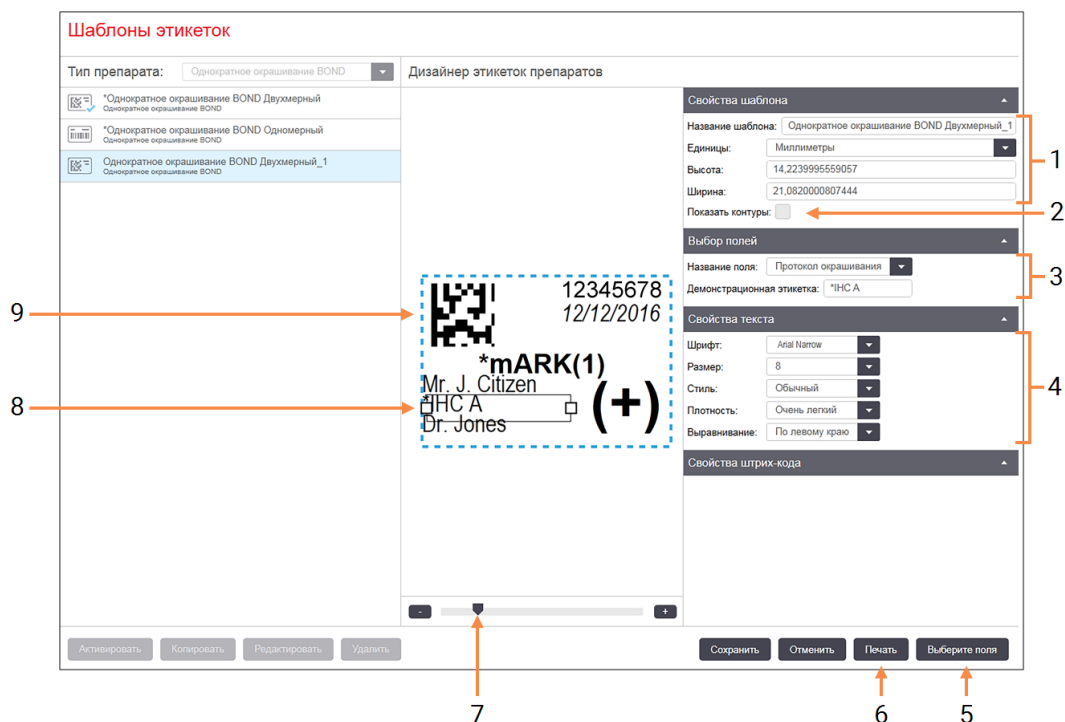 Шаблоны этикеток
Тип препарата: Однократное окрашивание BOND
Дизайнер этикеток препаратов
*Однократное окрашивание BOND Двухмерный
Однократное окрашивание BOND
*Однократное окрашивание BOND Одномерный
Однократное окрашивание BOND
Однократное окрашивание BOND Двухмерный_1
Однократное окрашивание BOND
9
8
12345678
12/12/2016
*mARK(1)
Mr. J. Citizen
*IHC A
(+)
Dr. Jones
- +
7
Свойства шаблона
Название шаблона: Однократное окрашивание BOND Двухмерный_1
Единицы: Миллиметры
Высота: 14,2239995559057
Ширина: 21,0820000807444
1
Показать контуры:
2
Выбор полей
Название поля: Протокол окрашивания
Демонстрационная этикетка: *IHC A
3
Свойства текста
Шрифт: Arial Narrow
Размер: 8
Стиль: Обычный
Плотность: Очень легкий
Выравнивание: По левому краю
4
Свойства штрих-кода
Активировать Копировать Редактировать Удалить
Сохранить Отменить Печать Выберите поля
6 5